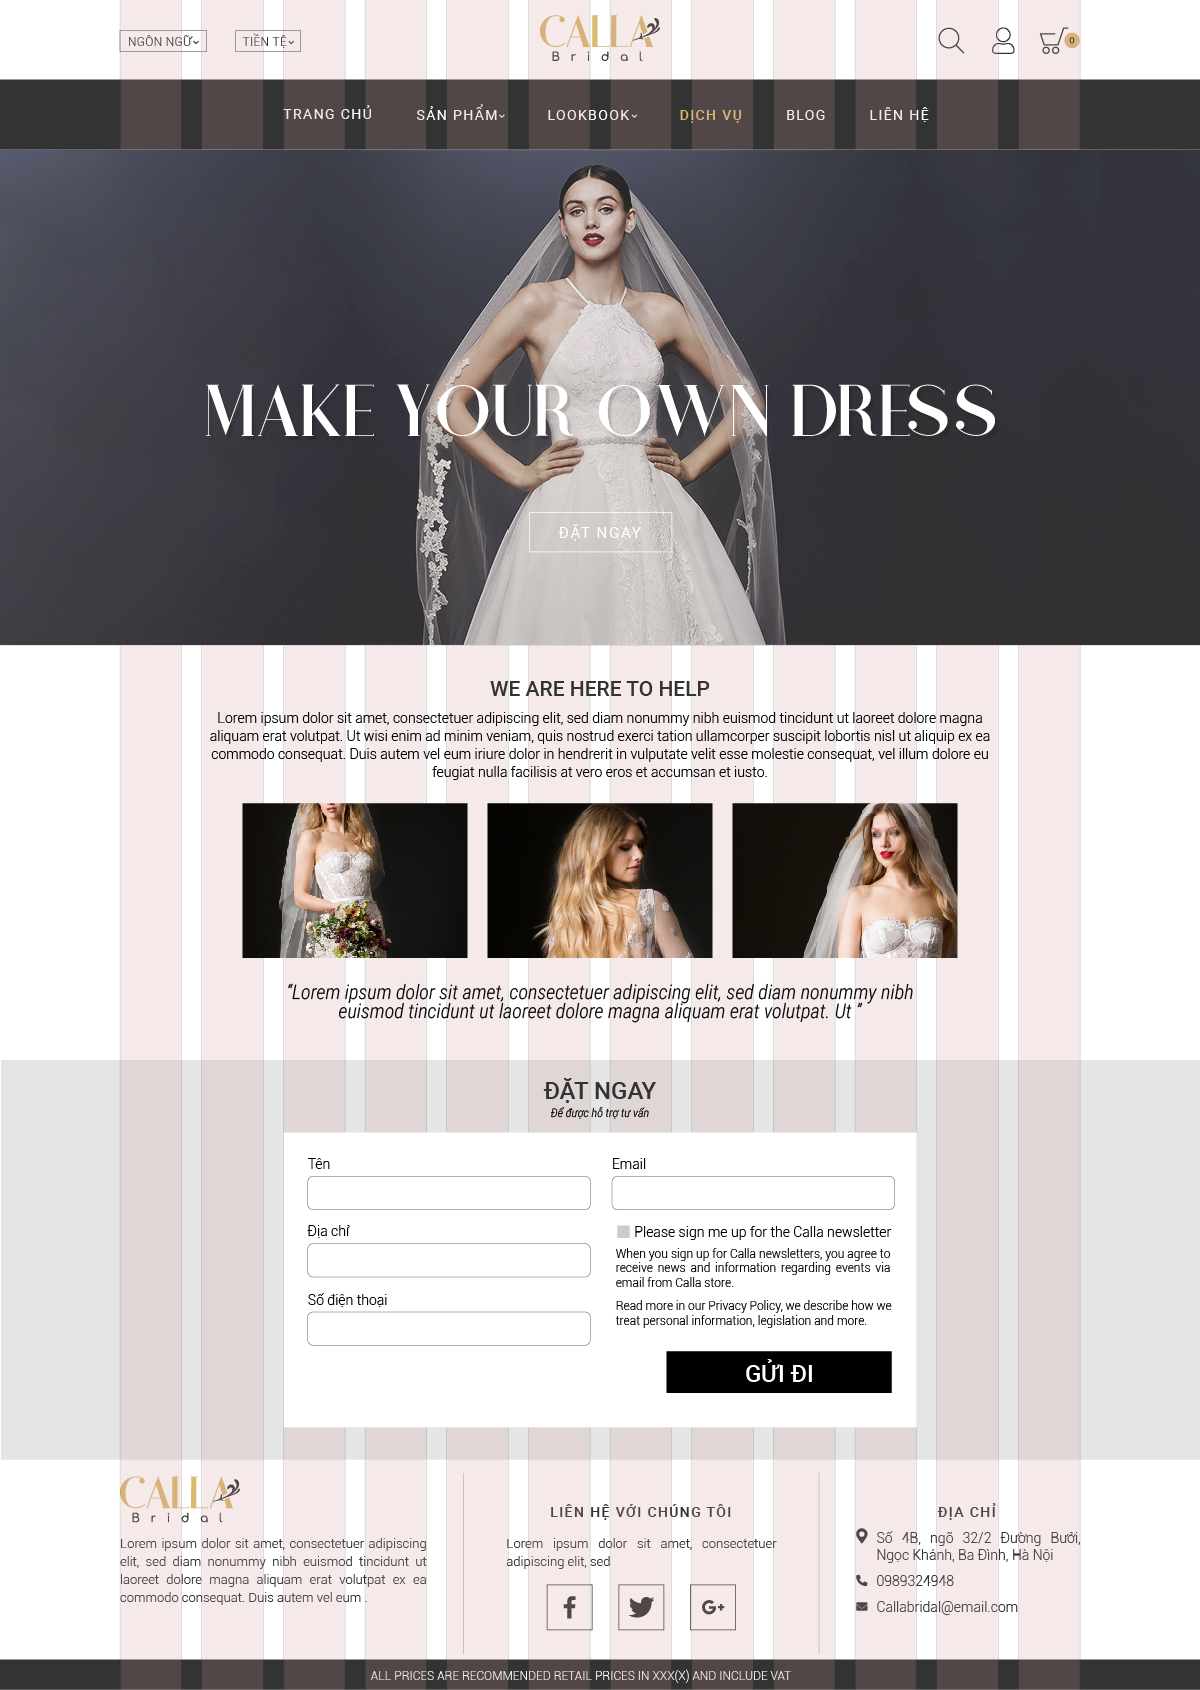 NGÔN NGỮ
TIỀN TỆ
CALLA
Bridal
0
TRANG CHỦ
SẢN PHẨM
LOOKBOOK
DỊCH VỤ
BLOG
LIÊN HỆ
MAKE YOUR OWN DRESS
ĐẶT NGAY
WE ARE HERE TO HELP
Lorem ipsum dolor sit amet, consectetuer adipiscing elit, sed diam nonummy nibh euismod tincidunt ut laoreet dolore magna
aliquam erat volutpat. Ut wisi enim ad minim veniam, quis nostrud exerci tation ullamcorper suscipit lobortis nisl ut aliquip ex ea
commodo consequat. Duis autem vel eum iriure dolor in hendrerit in vulputate velit esse molestie consequat, vel illum dolore eu
feugiat nulla facilisis at vero eros et accumsan et iusto.
“Lorem ipsum dolor sit amet, consectetuer adipiscing elit, sed diam nonummy nibh
euismod tincidunt ut laoreet dolore magna aliquam erat volutpat. Ut ”
ĐẶT NGAY
Để được hỗ trợ tư vấn
Tên
Email
Địa chỉ
Please sign me up for the Calla newsletter
When you sign up for Calla newsletters, you agree to
receive news and information regarding events via
email from Calla store.
Số điện thoại
Read more in our Privacy Policy, we describe how we
treat personal information, legislation and more.
GỬI ĐI
CALLA
Bridal
Lorem ipsum dolor sit amet, consectetuer adipiscing
elit, sed diam nonummy nibh euismod tincidunt ut
laoreet dolore magna aliquam erat volutpat ex ea
commodo consequat. Duis autem vel eum .
LIÊN HỆ VỚI CHÚNG TÔI
Lorem ipsum dolor sit amet, consectetuer
adipiscing elit, sed
f
G+
ĐỊA CHỈ
Số 4B, ngõ 32/2 Đường Bưởi,
Ngọc Khánh, Ba Đình, Hà Nội
0989324948
Callabridal@email.com
ALL PRICES ARE RECOMMENDED RETAIL PRICES IN XXX(X) AND INCLUDE VAT